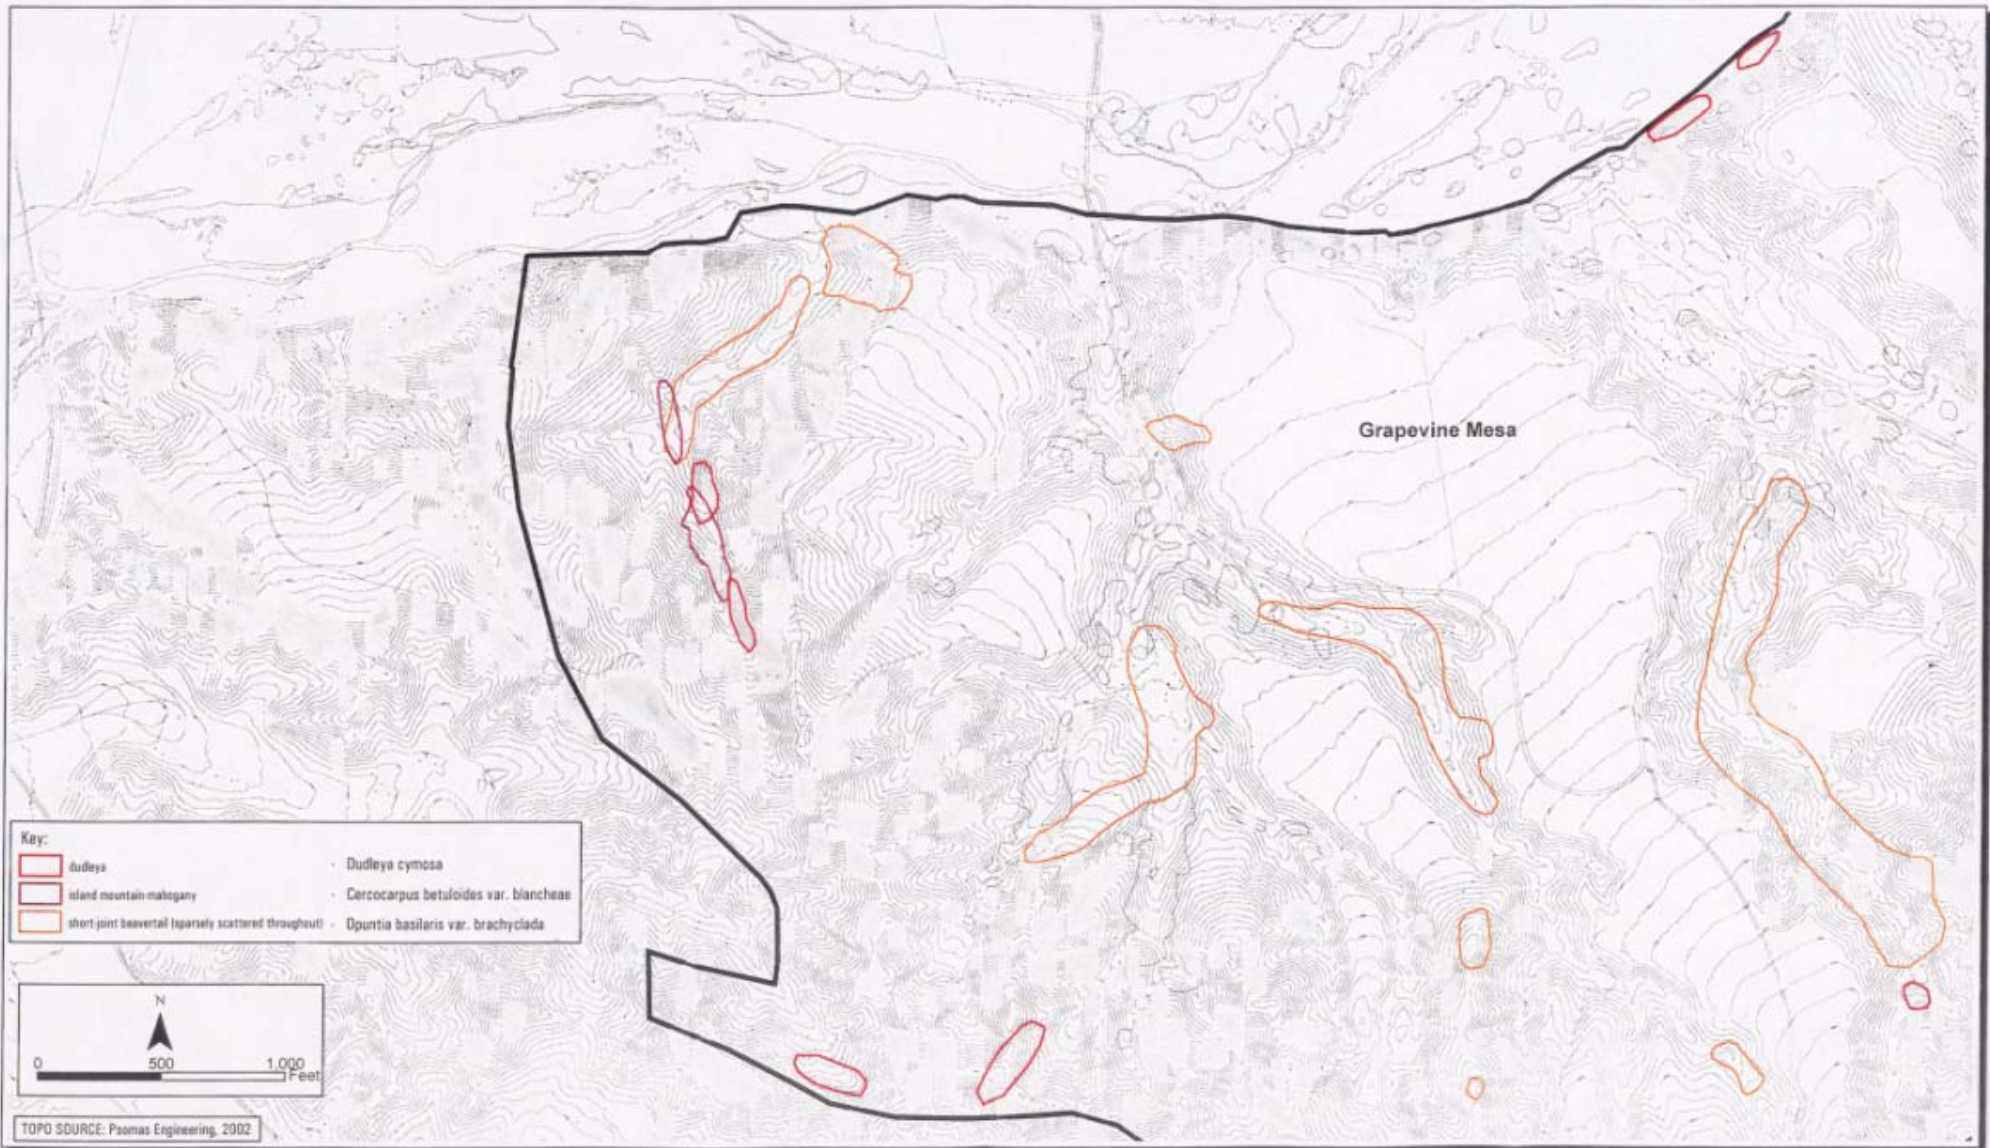 Grapevine Mesa
Key:
dudleya - Dudleya cymosa
island mountain-mahogany - Cercocarpus betuloides var. blancheae
short-joint beavertail (sparsely scattered throughout) - Opuntia basilaris var. brachyclada
N
0 500 1,000
Feet
TOPO SOURCE: Psomas Engineering, 2002